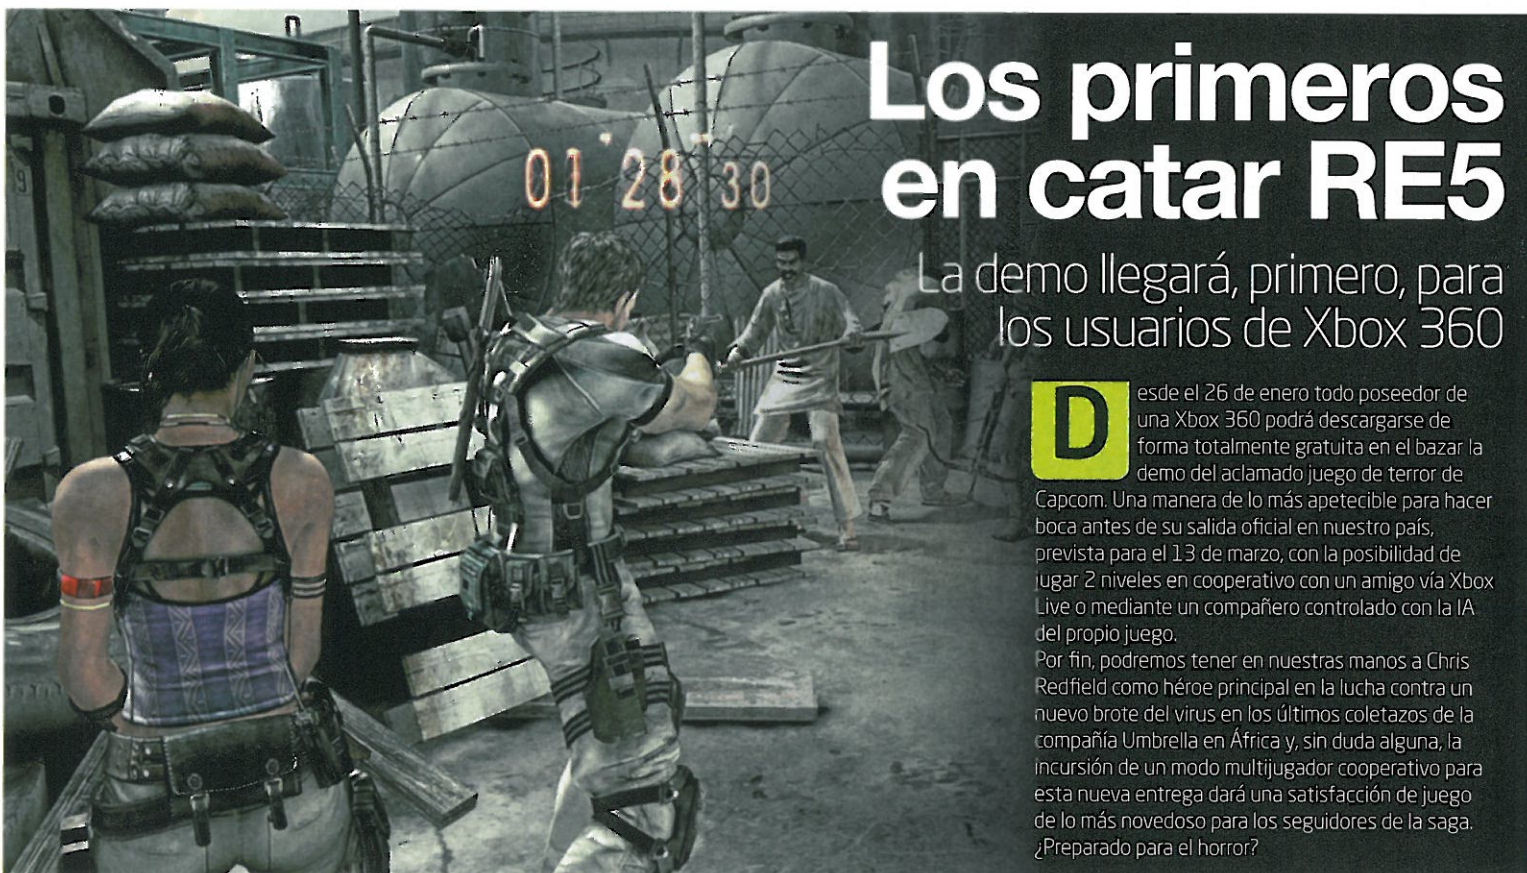 01 28 30
Los primeros
en catar RE5
La demo llegará, primero, para
los usuarios de Xbox 360
Desde el 26 de enero todo poseedor de
una Xbox 360 podrá descargarse de
forma totalmente gratuita en el bazar la
demo del aclamado juego de terror de
Capcom. Una manera de lo más apetecible para hacer
boca antes de su salida oficial en nuestro país,
prevista para el 13 de marzo, con la posibilidad de
jugar 2 niveles en cooperativo con un amigo vía Xbox
Live o mediante un compañero controlado con la IA
del propio juego.
Por fin, podremos tener en nuestras manos a Chris
Redfield como héroe principal en la lucha contra un
nuevo brote del virus en los últimos coletazos de la
compañía Umbrella en África y, sin duda alguna, la
incursión de un modo multijugador cooperativo para
esta nueva entrega dará una satisfacción de juego
de lo más novedoso para los seguidores de la saga.
¿Preparado para el horror?